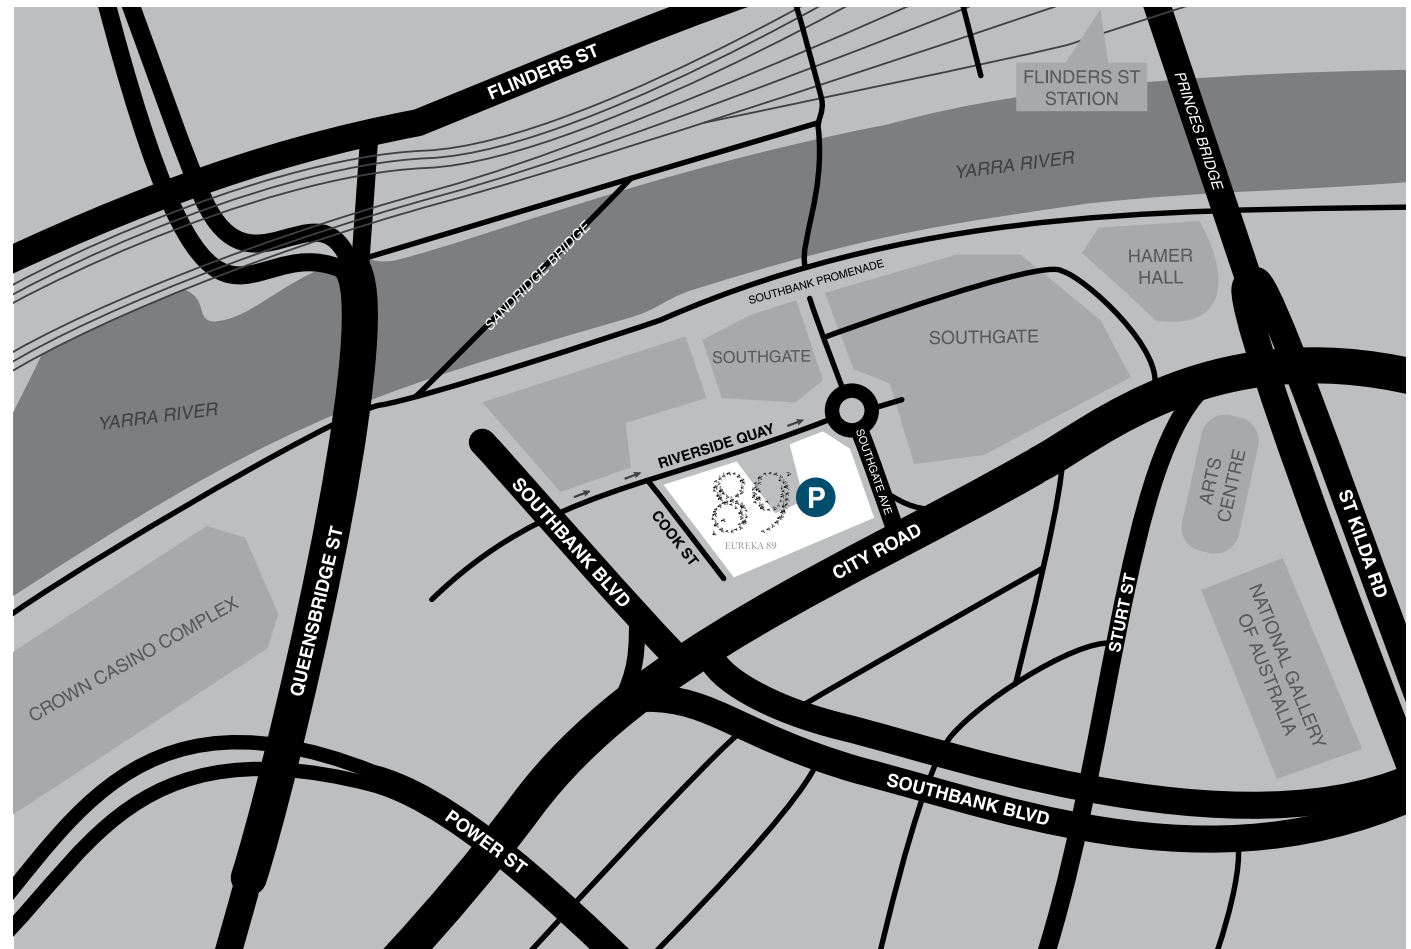 FLINDERS ST
FLINDERS ST
STATION
PRINCES BRIDGE
YARRA RIVER
SANDRIDGE BRIDGE
SOUTHBANK PROMENADE
HAMER
HALL
SOUTHGATE
SOUTHGATE
YARRA RIVER
RIVERSIDE QUAY
SOUTHGATE AVE
89
P
EUREKA 89
COOK ST
SOUTHBANK BLVD
CITY ROAD
ARTS
CENTRE
ST KILDA RD
QUEENSBRIDGE ST
CROWN CASINO COMPLEX
STURT ST
NATIONAL GALLERY
OF AUSTRALIA
SOUTHBANK BLVD
POWER ST